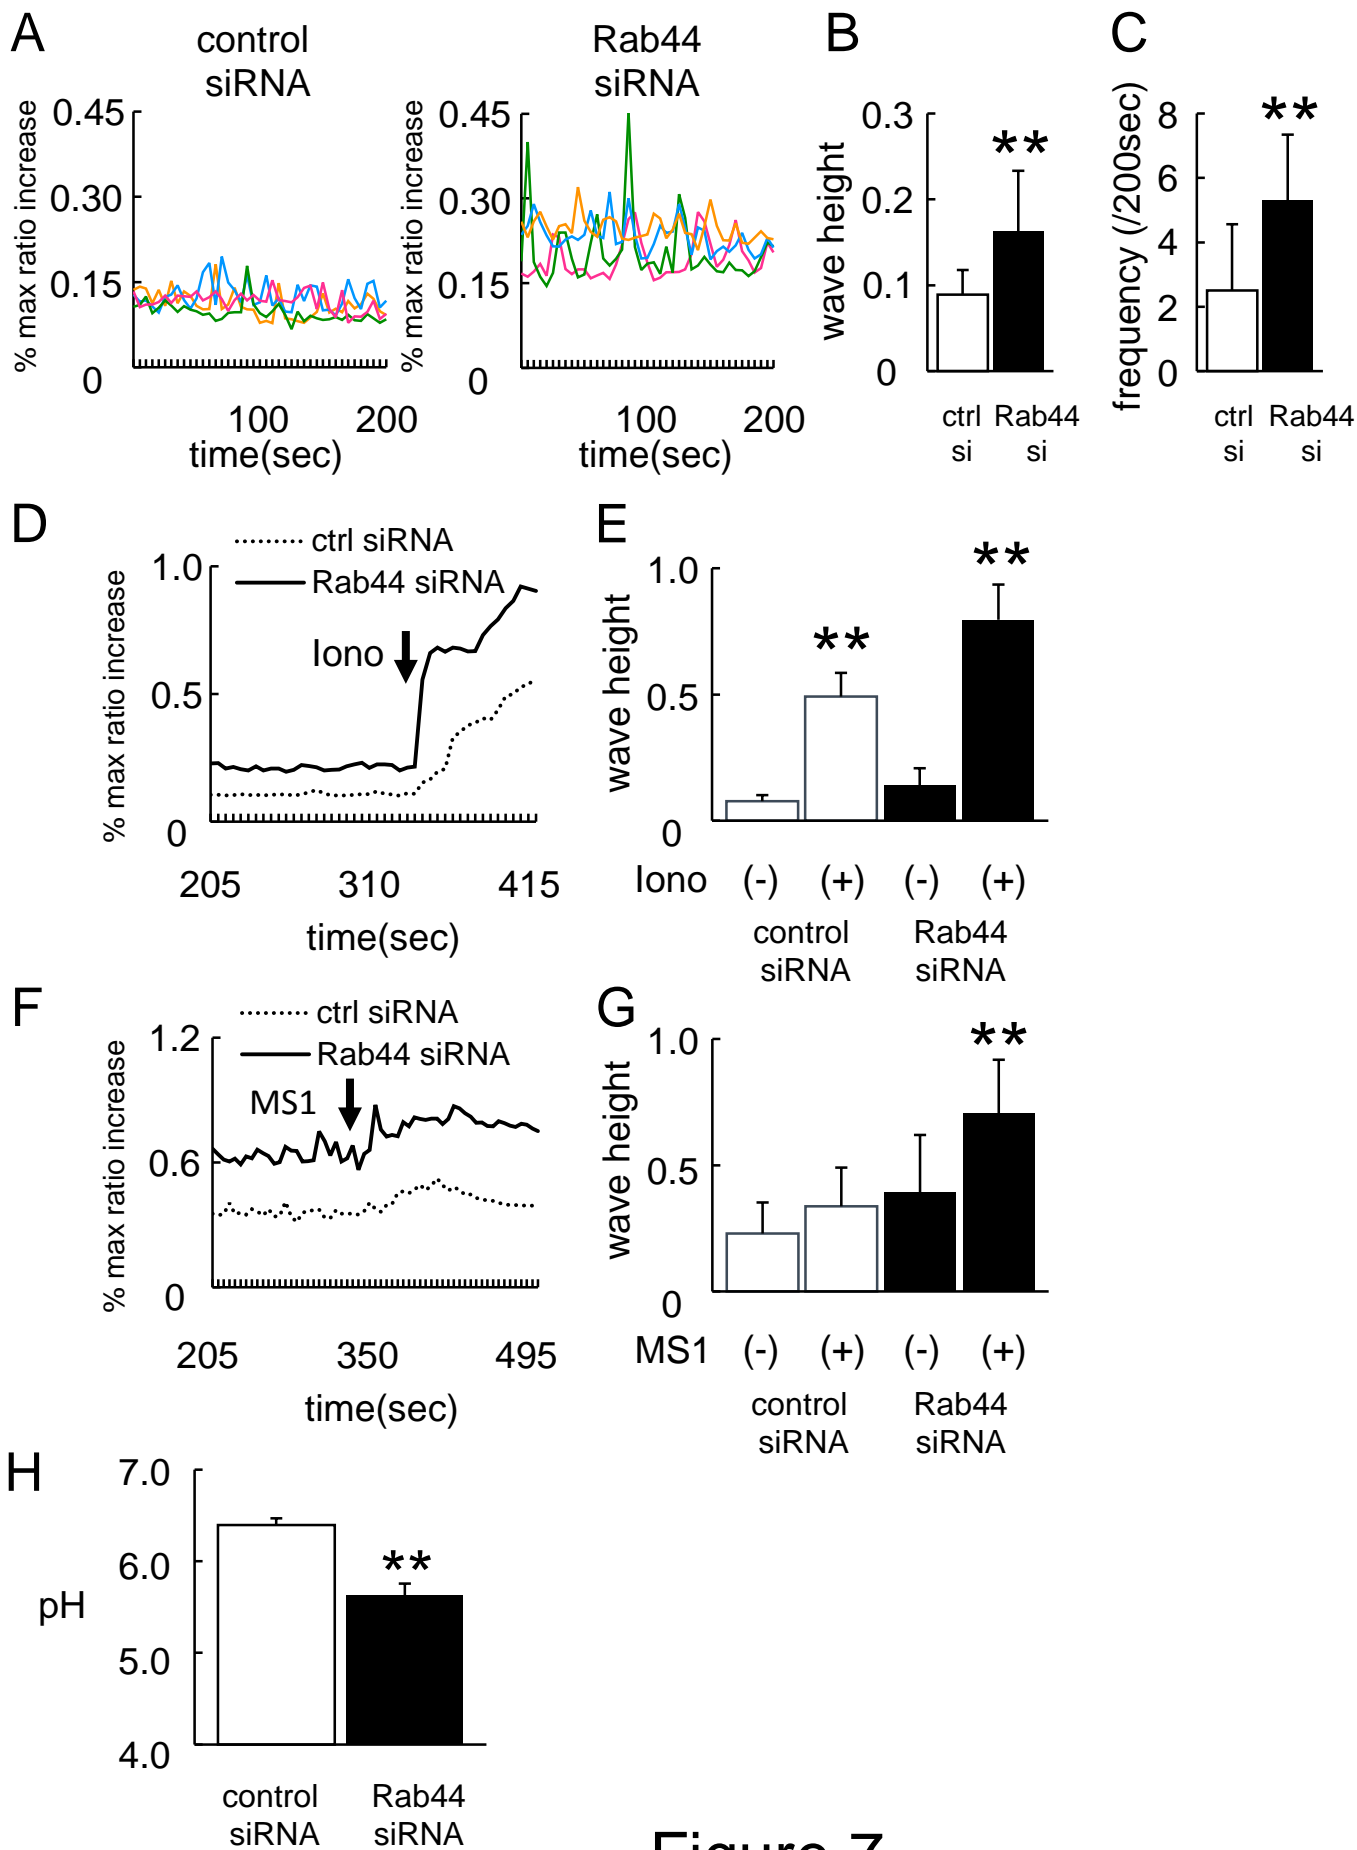 A
control
siRNA
% max ratio increase
0.45
0.30
0.15
0
100
200
time(sec)
Rab44
siRNA
% max ratio increase
0.45
0.30
0.15
0
100
200
time(sec)
B
wave height
0.3
0.2
0.1
0
**
ctrl
si
Rab44
si
C
frequency (/200sec)
8
6
4
2
0
**
ctrl
si
Rab44
si
D
ctrl siRNA
Rab44 siRNA
Iono
% max ratio increase
1.0
0.5
0
205
310
415
time(sec)
E
wave height
1.0
0.5
0
**
**
Iono (-) (+) (-) (+)
control
siRNA
Rab44
siRNA
F
ctrl siRNA
Rab44 siRNA
MS1
% max ratio increase
1.2
0.6
0
205
350
495
time(sec)
G
wave height
1.0
0.5
0
**
MS1 (-) (+) (-) (+)
control
siRNA
Rab44
siRNA
H
pH
7.0
6.0
5.0
4.0
**
control
siRNA
Rab44
siRNA
Figure 7